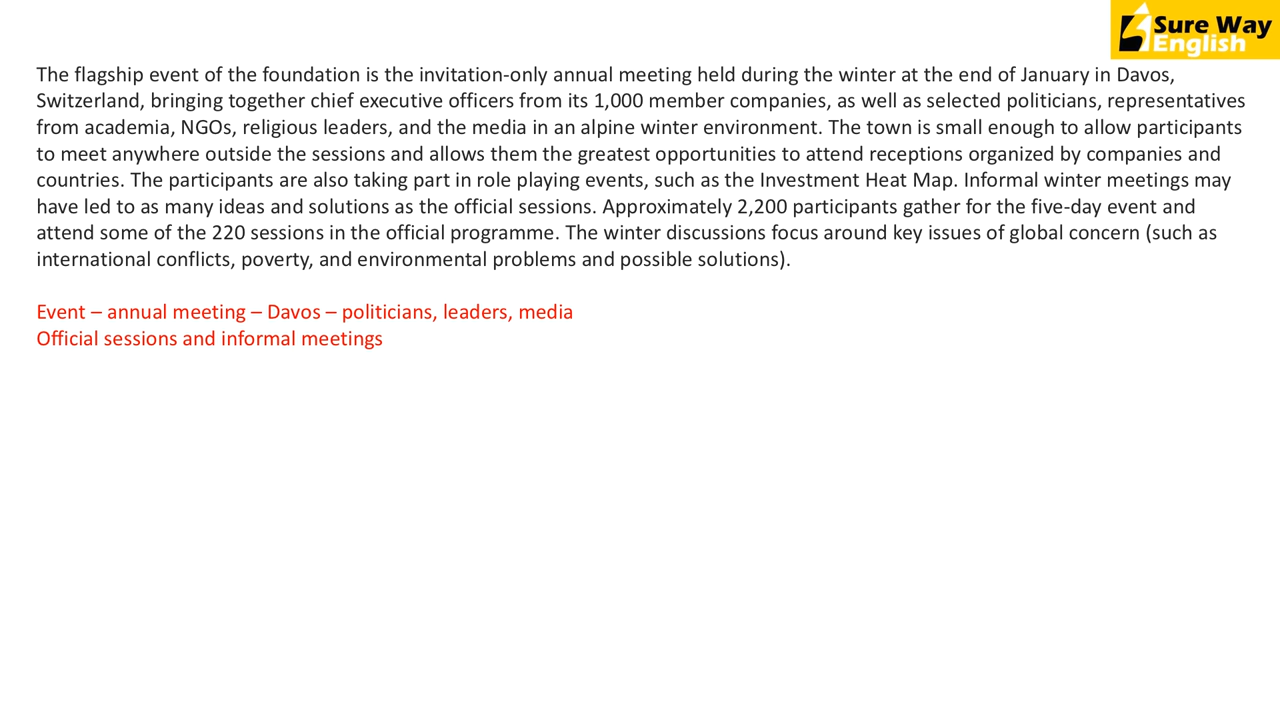 Sure Way
English
The flagship event of the foundation is the invitation-only annual meeting held during the winter at the end of January in Davos,
Switzerland, bringing together chief executive officers from its 1,000 member companies, as well as selected politicians, representatives
from academia, NGOs, religious leaders, and the media in an alpine winter environment. The town is small enough to allow participants
to meet anywhere outside the sessions and allows them the greatest opportunities to attend receptions organized by companies and
countries. The participants are also taking part in role playing events, such as the Investment Heat Map. Informal winter meetings may
have led to as many ideas and solutions as the official sessions. Approximately 2,200 participants gather for the five-day event and
attend some of the 220 sessions in the official programme. The winter discussions focus around key issues of global concern (such as
international conflicts, poverty, and environmental problems and possible solutions).
Event – annual meeting – Davos – politicians, leaders, media
Official sessions and informal meetings